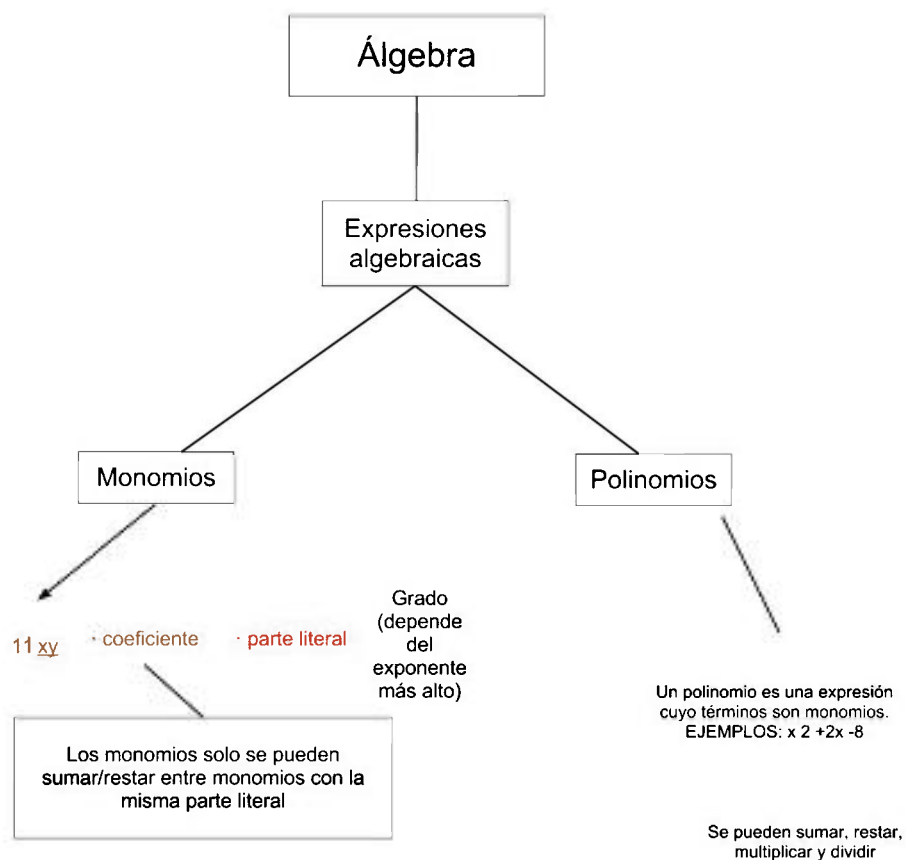 Álgebra
Expresiones
algebraicas
Monomios
Polinomios
11 xy
· coeficiente
· parte literal
Grado
(depende
del
exponente
más alto)
Los monomios solo se pueden
sumar/restar entre monomios con la
misma parte literal
Un polinomio es una expresión
cuyo términos son monomios.
EJEMPLOS: x 2 +2x -8
Se pueden sumar, restar,
multiplicar y dividir